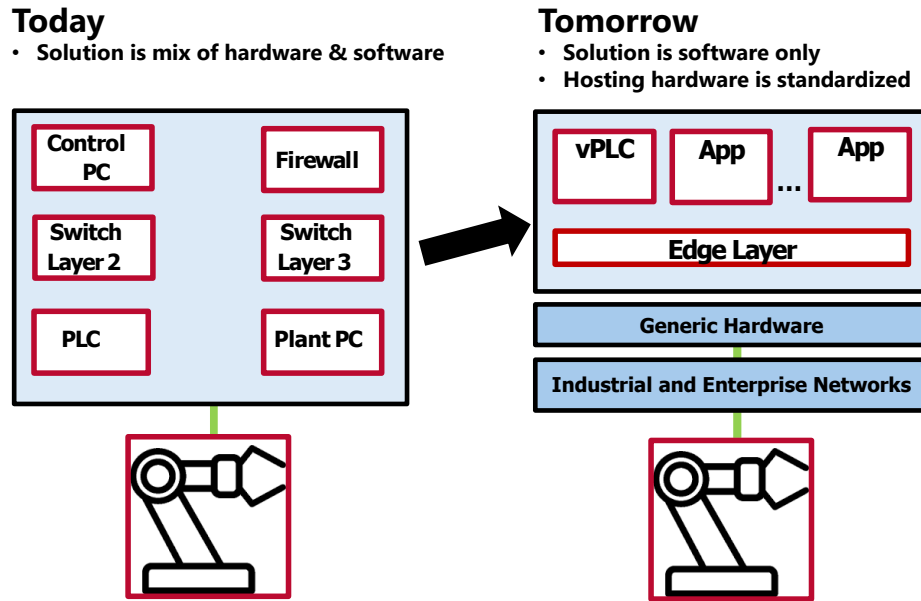 Today
• Solution is mix of hardware & software
Control
PC
Firewall
Switch
Layer 2
Switch
Layer 3
PLC
Plant PC
Tomorrow
• Solution is software only
• Hosting hardware is standardized
vPLC
App
...
App
Edge Layer
Generic Hardware
Industrial and Enterprise Networks